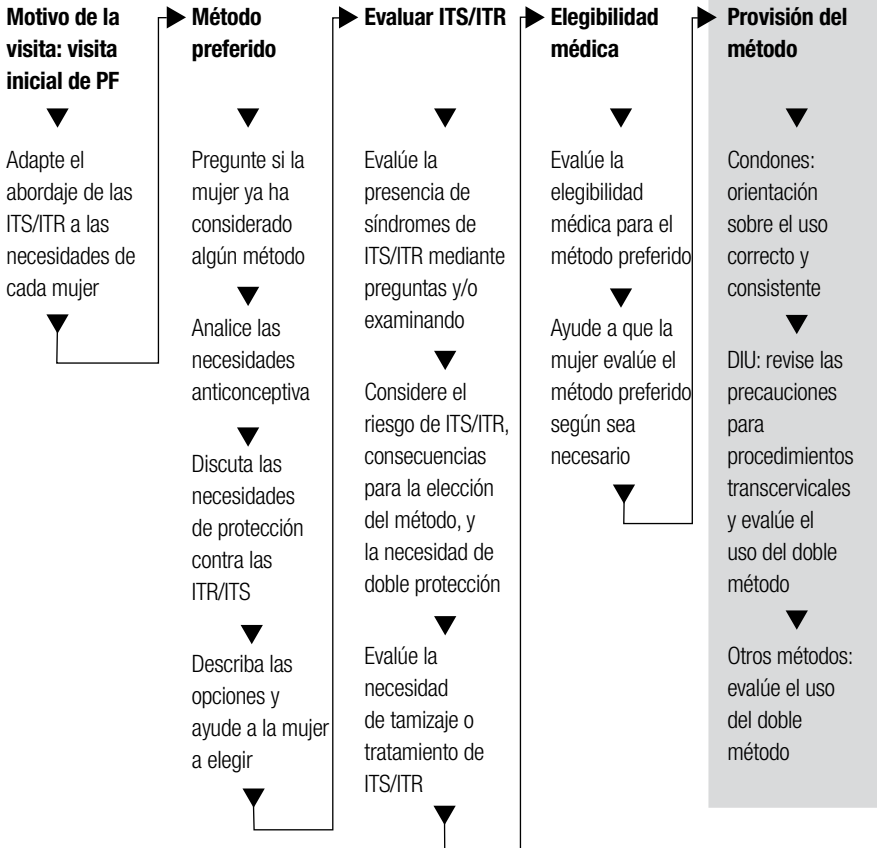 Motivo de la
visita: visita
inicial de PF
Adapte el
abordaje de las
ITS/ITR a las
necesidades de
cada mujer
Método
preferido
Pregunte si la
mujer ya ha
considerado
algún método
Analice las
necesidades
anticonceptiva
Discuta las
necesidades
de protección
contra las
ITR/ITS
Describa las
opciones y
ayude a la mujer
a elegir
Evaluar ITS/ITR
Evalúe la
presencia de
síndromes de
ITS/ITR mediante
preguntas y/o
examinando
Considere el
riesgo de ITS/ITR,
consecuencias
para la elección
del método, y
la necesidad de
doble protección
Evalúe la
necesidad
de tamizaje o
tratamiento de
ITS/ITR
Elegibilidad
médica
Evalúe la
elegibilidad
médica para el
método preferido
Ayude a que la
mujer evalúe el
método preferido
según sea
necesario
Provisión del
método
Condones:
orientación
sobre el uso
correcto y
consistente
DIU: revise las
precauciones
para
procedimientos
transcervicales
y evalúe el
uso del doble
método
Otros métodos:
evalúe el uso
del doble
método